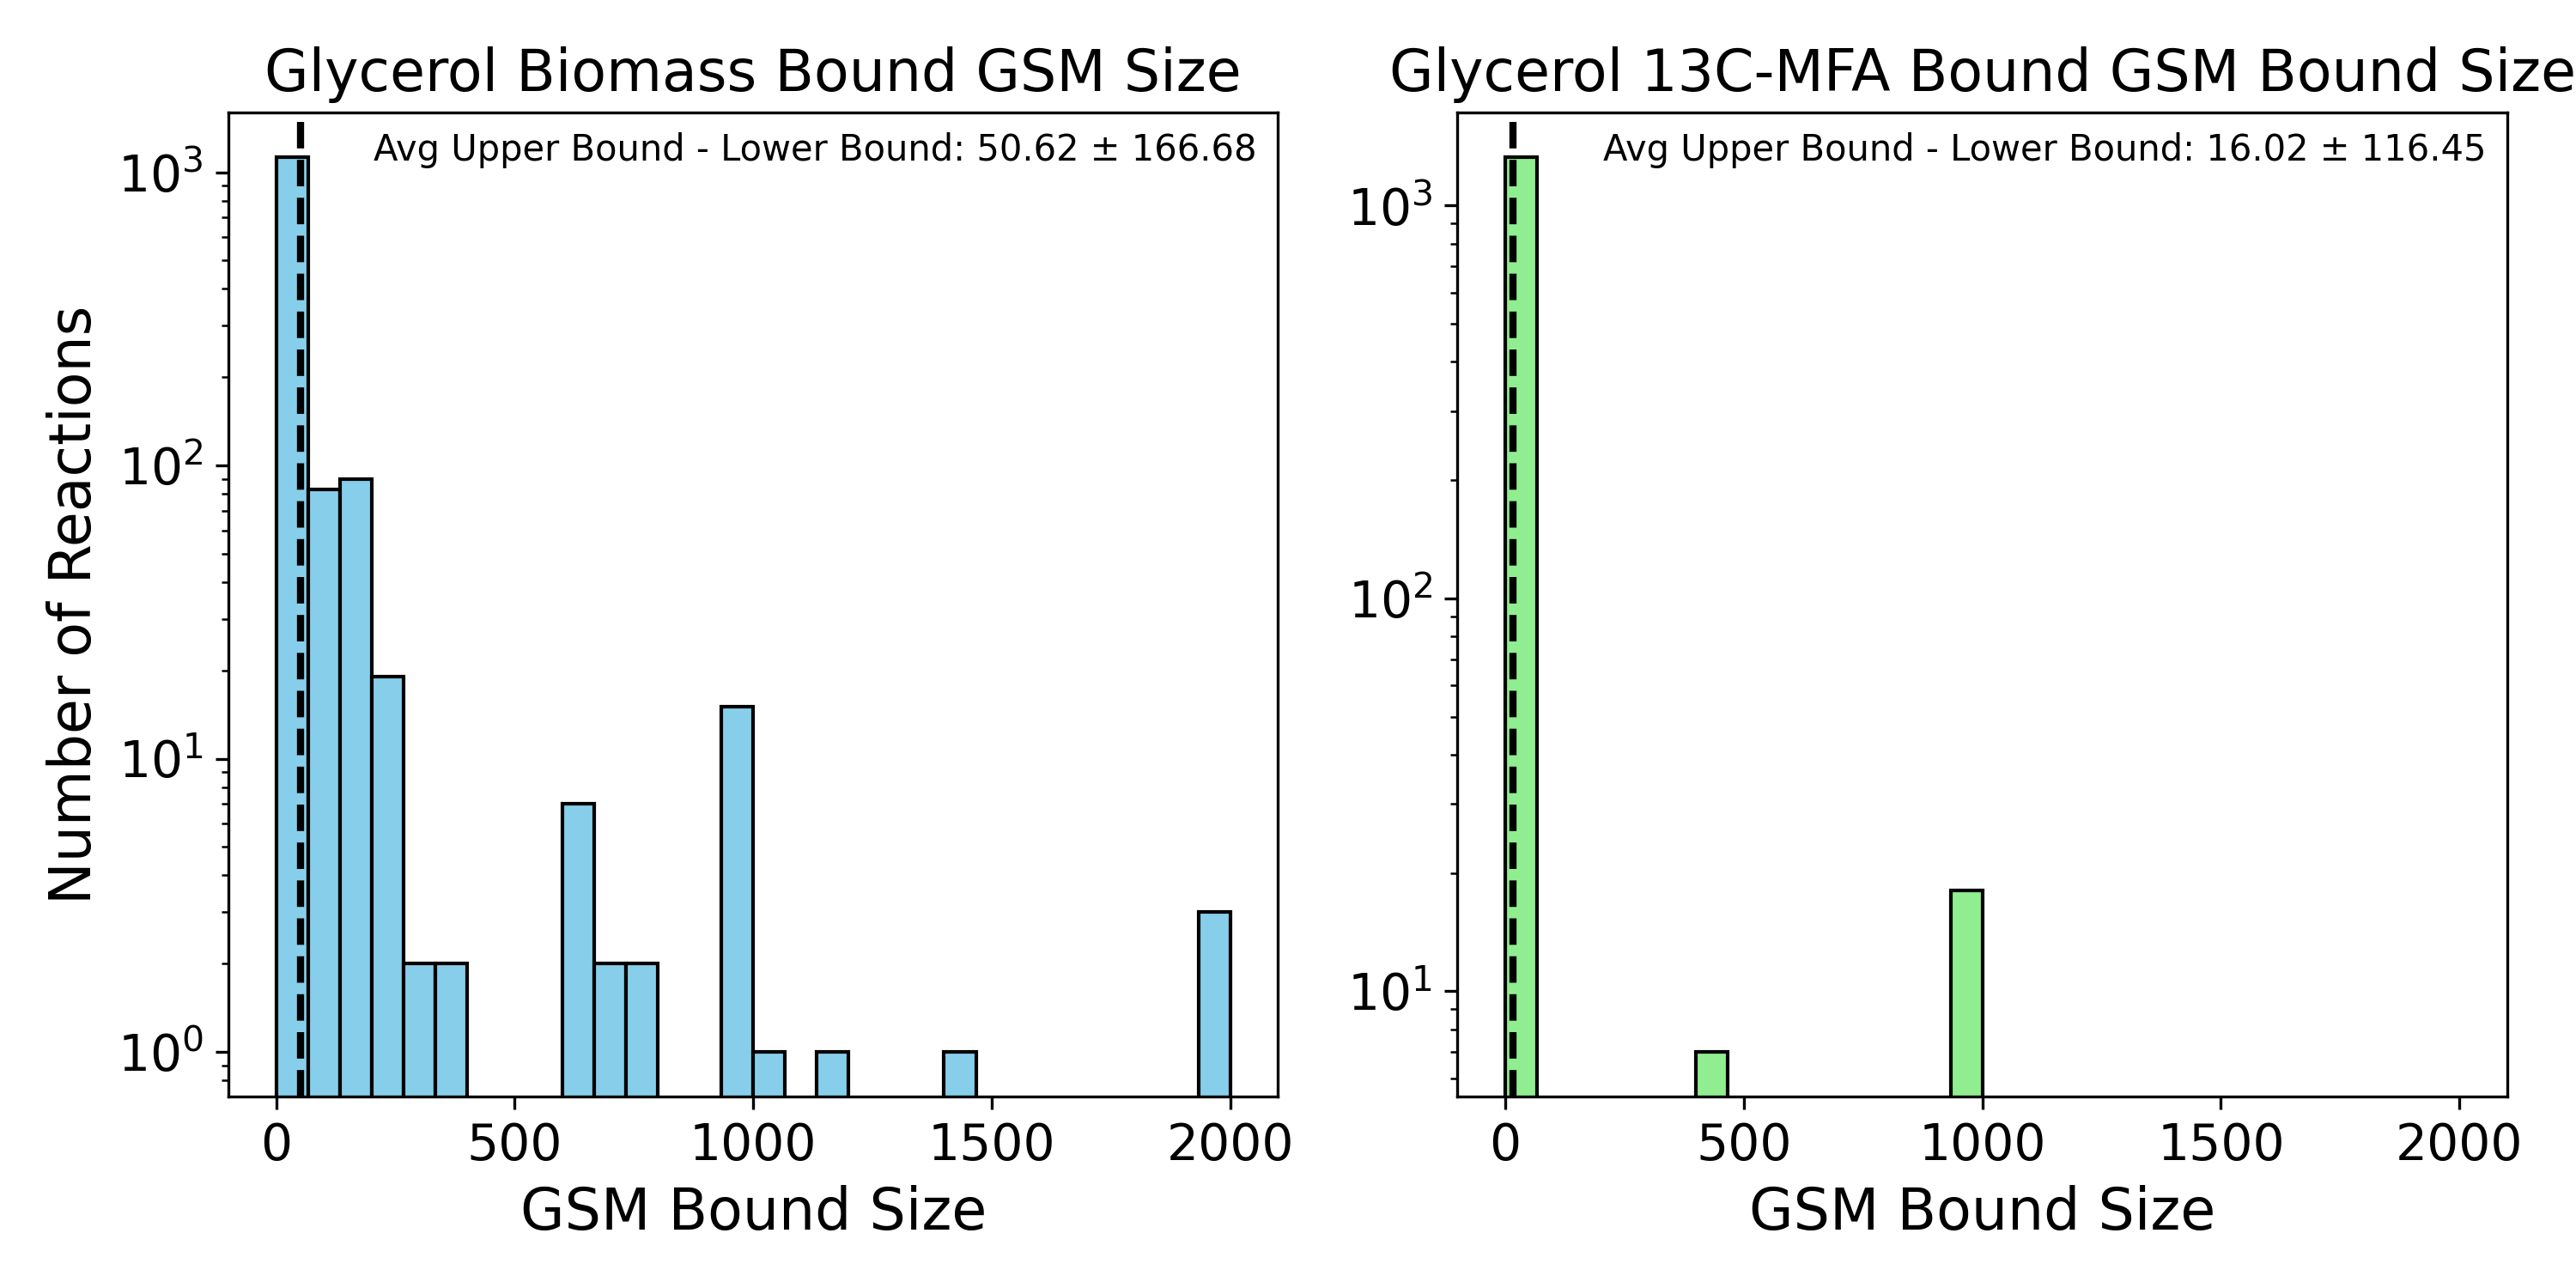 Glycerol Biomass Bound GSM Size
Avg Upper Bound - Lower Bound: 50.62 ± 166.68
Number of Reactions
10³
10²
10¹
10⁰
0 500 1000 1500 2000
GSM Bound Size
Glycerol 13C-MFA Bound GSM Bound Size
Avg Upper Bound - Lower Bound: 16.02 ± 116.45
10³
10²
10¹
0 500 1000 1500 2000
GSM Bound Size